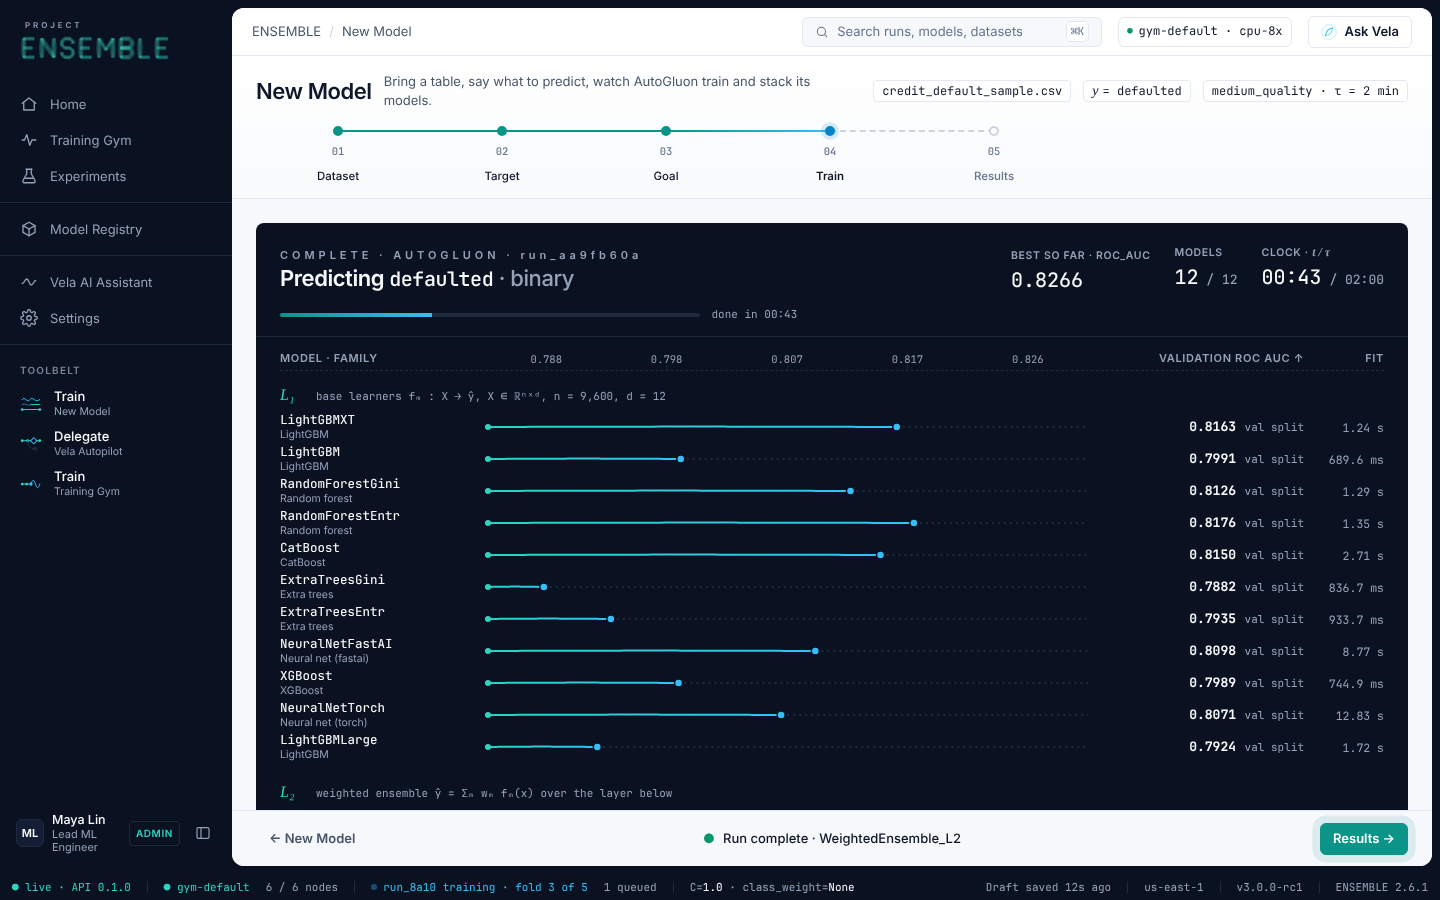 PROJECT
ENSEMBLE
Home
Training Gym
Experiments
Model Registry
Vela AI Assistant
Settings
TOOLBELT
Train
New Model
Delegate
Vela Autopilot
Train
Training Gym
ML
Maya Lin
Lead ML
Engineer
ADMIN
ENSEMBLE / New Model
Search runs, models, datasets ⌘K
gym-default · cpu-8x
Ask Vela
New Model
Bring a table, say what to predict, watch AutoGluon train and stack its
models.
credit_default_sample.csv
y = defaulted
medium_quality · τ = 2 min
01 02 03 04 05
Dataset Target Goal Train Results
COMPLETE · AUTOGLUON · run_aa9fb60a
Predicting defaulted · binary
BEST SO FAR · ROC_AUC
0.8266
MODELS
12 / 12
CLOCK · t/τ
00:43 / 02:00
done in 00:43
MODEL · FAMILY 0.788 0.798 0.807 0.817 0.826 VALIDATION ROC AUC ↑ FIT
L₁ base learners fₘ : X → ŷ, X ∈ ℝⁿˣᵈ, n = 9,600, d = 12
LightGBMXT 0.8163 val split 1.24 s
LightGBM
LightGBM 0.7991 val split 689.6 ms
LightGBM
RandomForestGini 0.8126 val split 1.29 s
Random forest
RandomForestEntr 0.8176 val split 1.35 s
Random forest
CatBoost 0.8150 val split 2.71 s
CatBoost
ExtraTreesGini 0.7882 val split 836.7 ms
Extra trees
ExtraTreesEntr 0.7935 val split 933.7 ms
Extra trees
NeuralNetFastAI 0.8098 val split 8.77 s
Neural net (fastai)
XGBoost 0.7989 val split 744.9 ms
XGBoost
NeuralNetTorch 0.8071 val split 12.83 s
Neural net (torch)
LightGBMLarge 0.7924 val split 1.72 s
LightGBM
L₂ weighted ensemble ŷ = Σₘ wₘ fₘ(x) over the layer below
← New Model
Run complete · WeightedEnsemble_L2
Results →
live · API 0.1.0
gym-default 6 / 6 nodes
run_8a10 training · fold 3 of 5 1 queued
C=1.0 · class_weight=None
Draft saved 12s ago
us-east-1
v3.0.0-rc1
ENSEMBLE 2.6.1